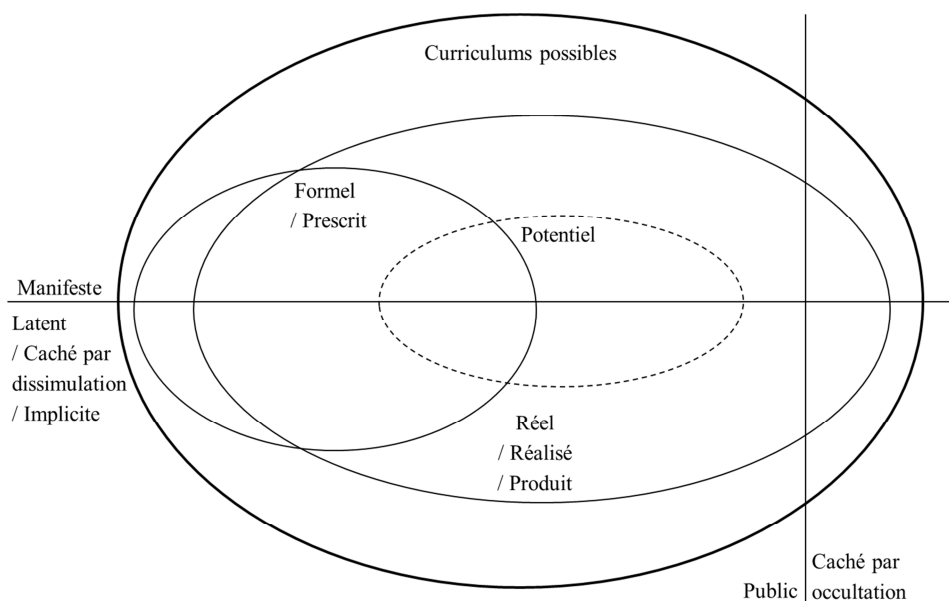 Curriculums possibles
Formel
/ Prescrit
Potentiel
Manifeste
Latent
/ Caché par
dissimulation
/ Implicite
Réel
/ Réalisé
/ Produit
Public
Caché par
occultation